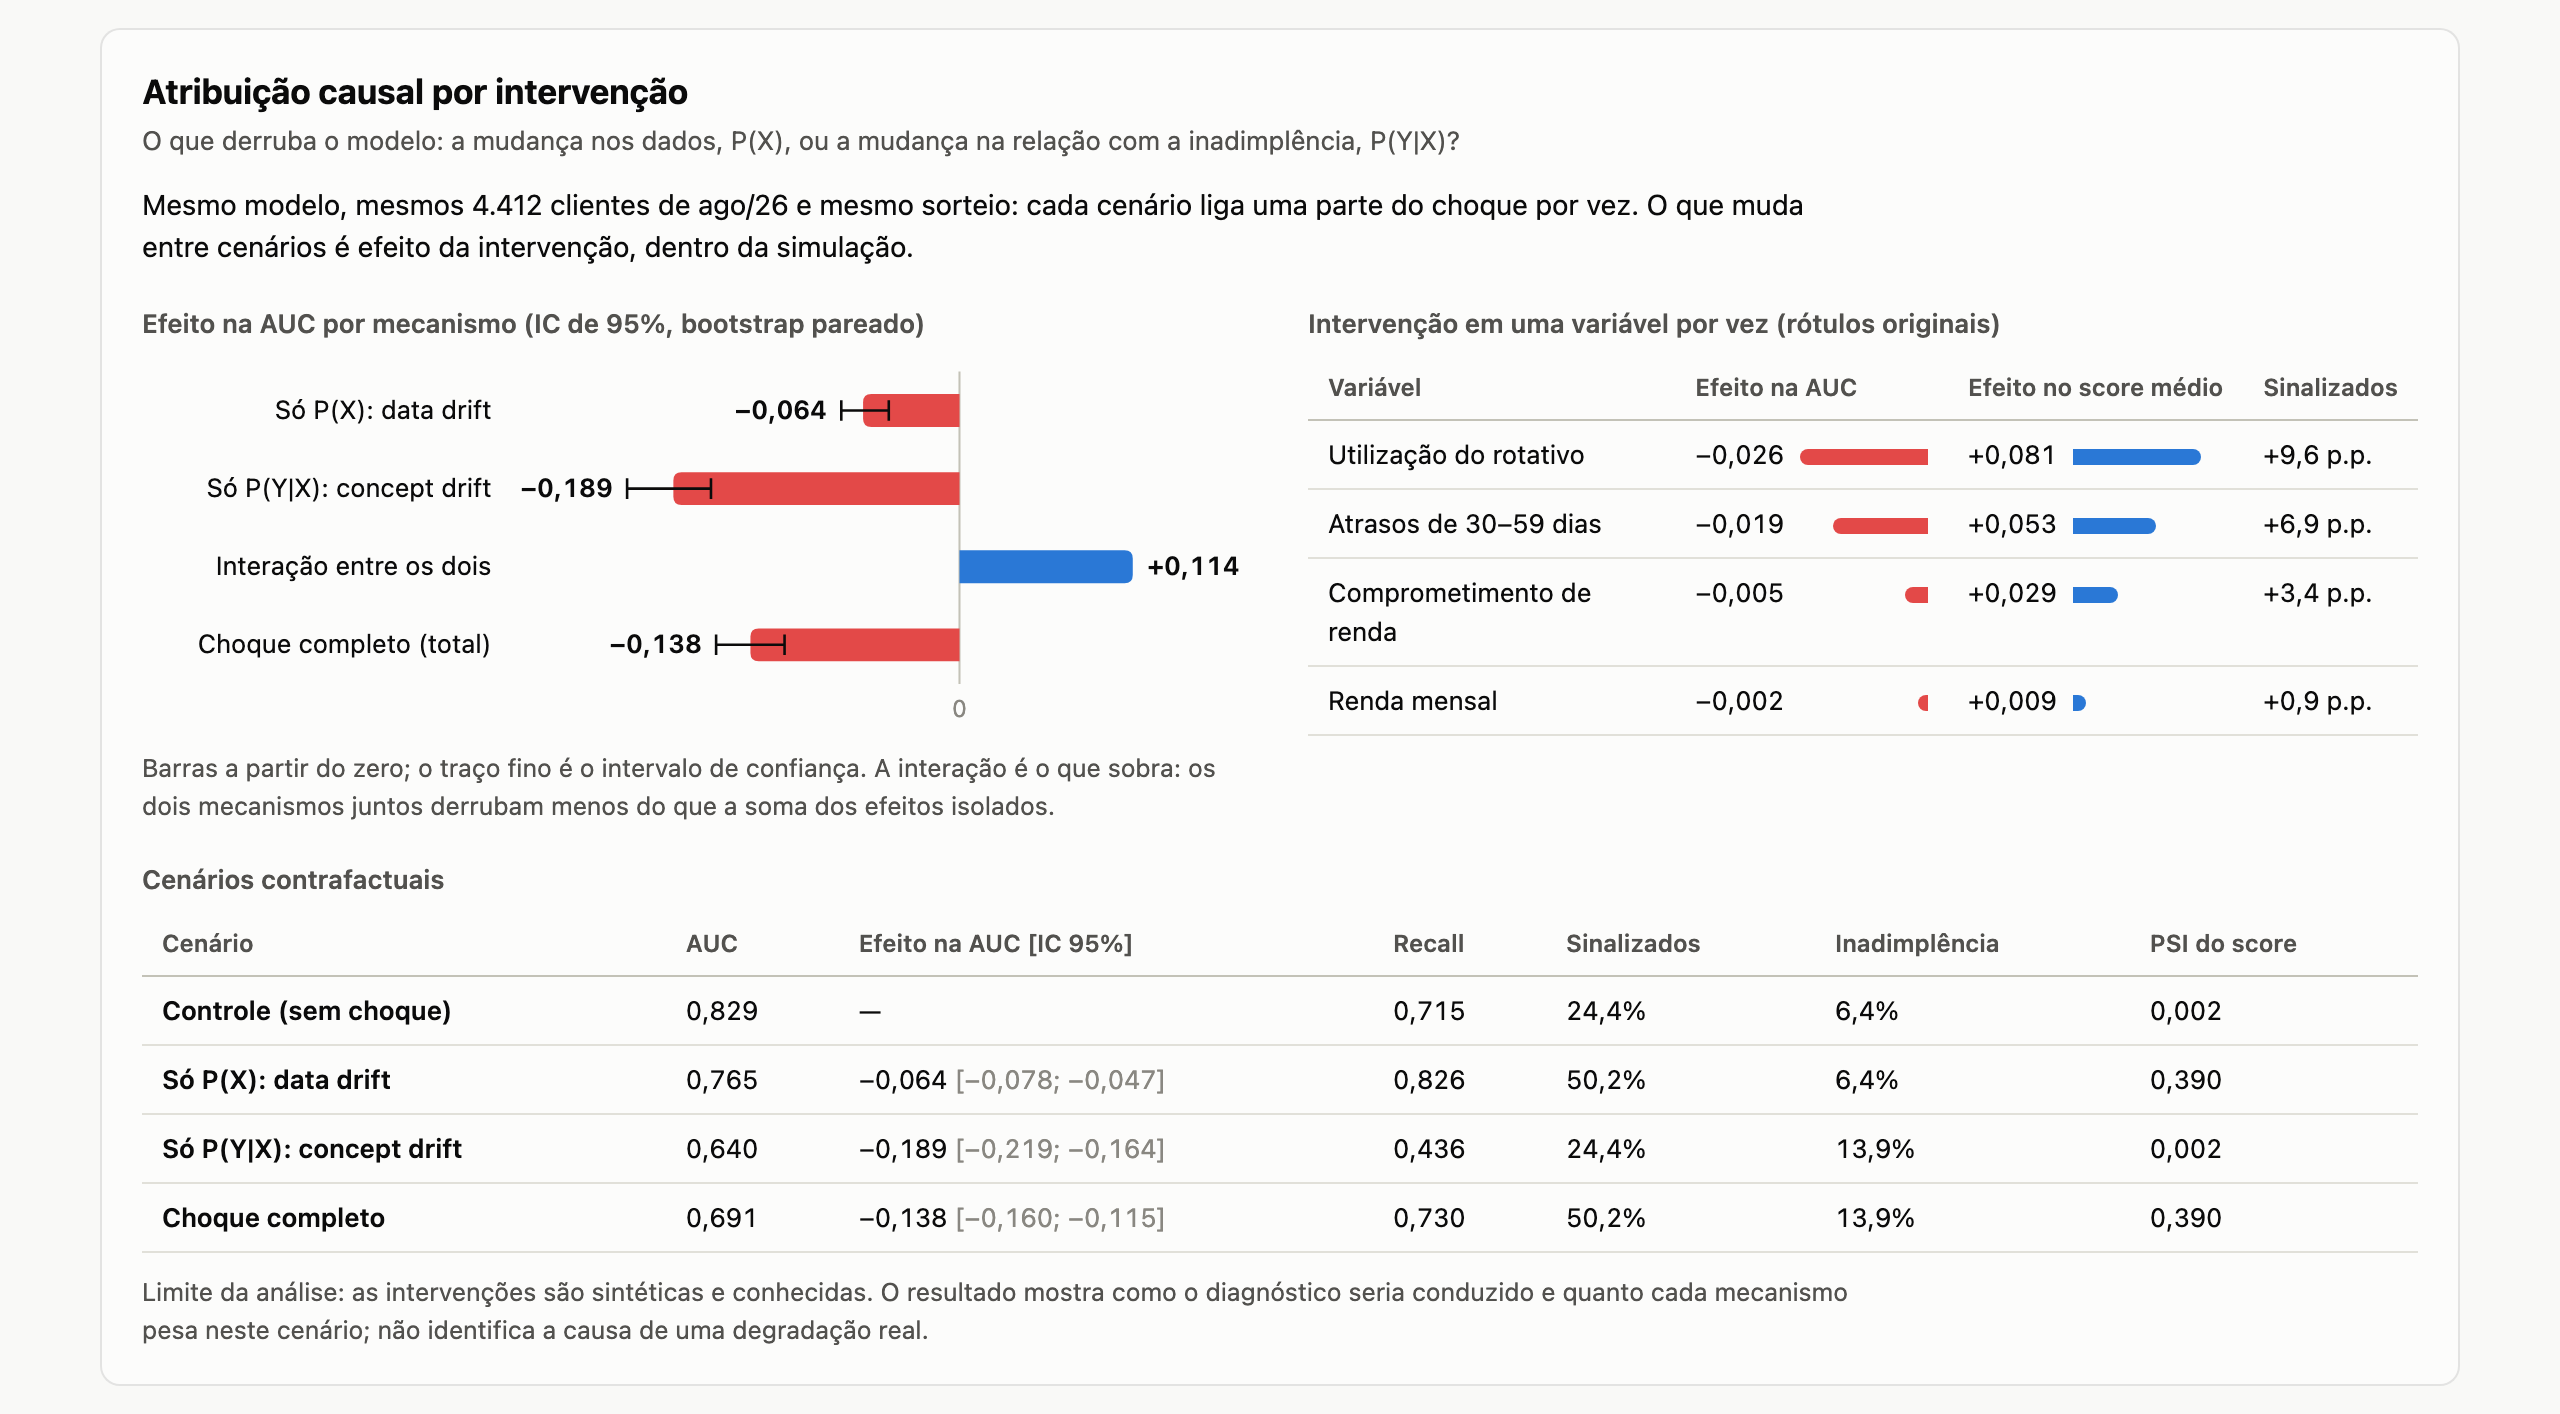 Atribuição causal por intervenção
O que derruba o modelo: a mudança nos dados, P(X), ou a mudança na relação com a inadimplência, P(Y|X)?
Mesmo modelo, mesmos 4.412 clientes de ago/26 e mesmo sorteio: cada cenário liga uma parte do choque por vez. O que muda
entre cenários é efeito da intervenção, dentro da simulação.
Efeito na AUC por mecanismo (IC de 95%, bootstrap pareado)
Só P(X): data drift −0,064
Só P(Y|X): concept drift −0,189
Interação entre os dois +0,114
Choque completo (total) −0,138
0
Barras a partir do zero; o traço fino é o intervalo de confiança. A interação é o que sobra: os
dois mecanismos juntos derrubam menos do que a soma dos efeitos isolados.
Intervenção em uma variável por vez (rótulos originais)
Variável Efeito na AUC Efeito no score médio Sinalizados
Utilização do rotativo −0,026 +0,081 +9,6 p.p.
Atrasos de 30–59 dias −0,019 +0,053 +6,9 p.p.
Comprometimento de −0,005 +0,029 +3,4 p.p.
renda
Renda mensal −0,002 +0,009 +0,9 p.p.
Cenários contrafactuais
Cenário AUC Efeito na AUC [IC 95%] Recall Sinalizados Inadimplência PSI do score
Controle (sem choque) 0,829 — 0,715 24,4% 6,4% 0,002
Só P(X): data drift 0,765 −0,064 [−0,078; −0,047] 0,826 50,2% 6,4% 0,390
Só P(Y|X): concept drift 0,640 −0,189 [−0,219; −0,164] 0,436 24,4% 13,9% 0,002
Choque completo 0,691 −0,138 [−0,160; −0,115] 0,730 50,2% 13,9% 0,390
Limite da análise: as intervenções são sintéticas e conhecidas. O resultado mostra como o diagnóstico seria conduzido e quanto cada mecanismo
pesa neste cenário; não identifica a causa de uma degradação real.